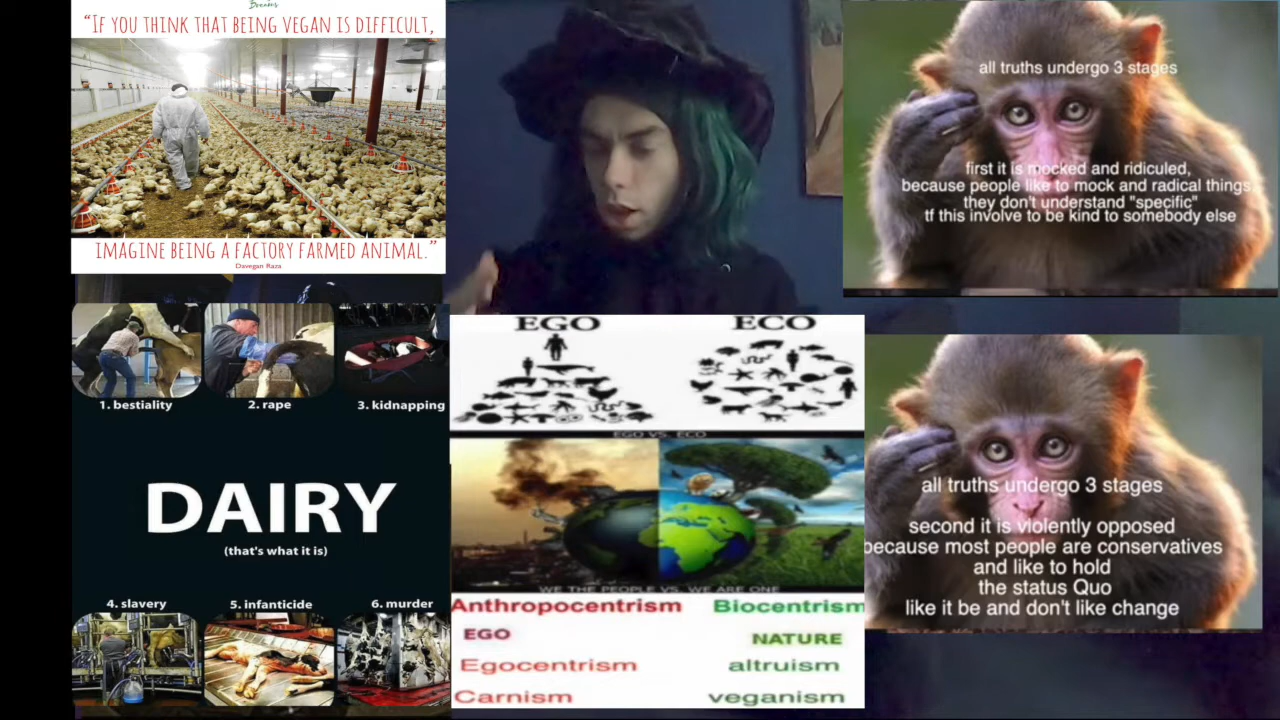 "IF YOU THINK THAT BEING VEGAN IS DIFFICULT,
IMAGINE BEING A FACTORY FARMED ANIMAL."
Davegan Raza
all truths undergo 3 stages
first it is mocked and ridiculed,
because people like to mock and radical things
they don't understand "specific"
Tf this involve to be kind to somebody else
1. bestiality
2. rape
3. kidnapping
DAIRY
(that's what it is)
4. slavery
5. infanticide
6. murder
EGO
ECO
EGO VS. ECO
WE THE PEOPLE VS. WE ARE ONE
Anthropocentrism
Biocentrism
EGO
NATURE
Egocentrism
altruism
Carnism
veganism
all truths undergo 3 stages
second it is violently opposed
because most people are conservatives
and like to hold
the status Quo
like it be and don't like change